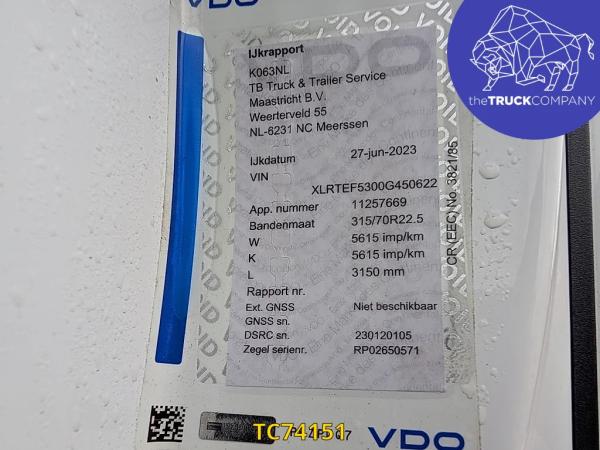 VDO
IJkrapport
K063NL
TB Truck & Trailer Service
Maastricht B.V.
Weerterveld 55
NL-6231 NC Meerssen
IJkdatum 27-jun-2023
VIN
XLRTEF5300G450622
App. nummer 11257669
Bandenmaat 315/70R22.5
W 5615 imp/km
K 5615 imp/km
L 3150 mm
Rapport nr.
Ext. GNSS Niet beschikbaar
GNSS sn.
DSRC sn. 230120105
Zegel serienr. RP02650571
CR (EEC) No. 3821/85
theTRUCKCOMPANY
TC74151
VDO